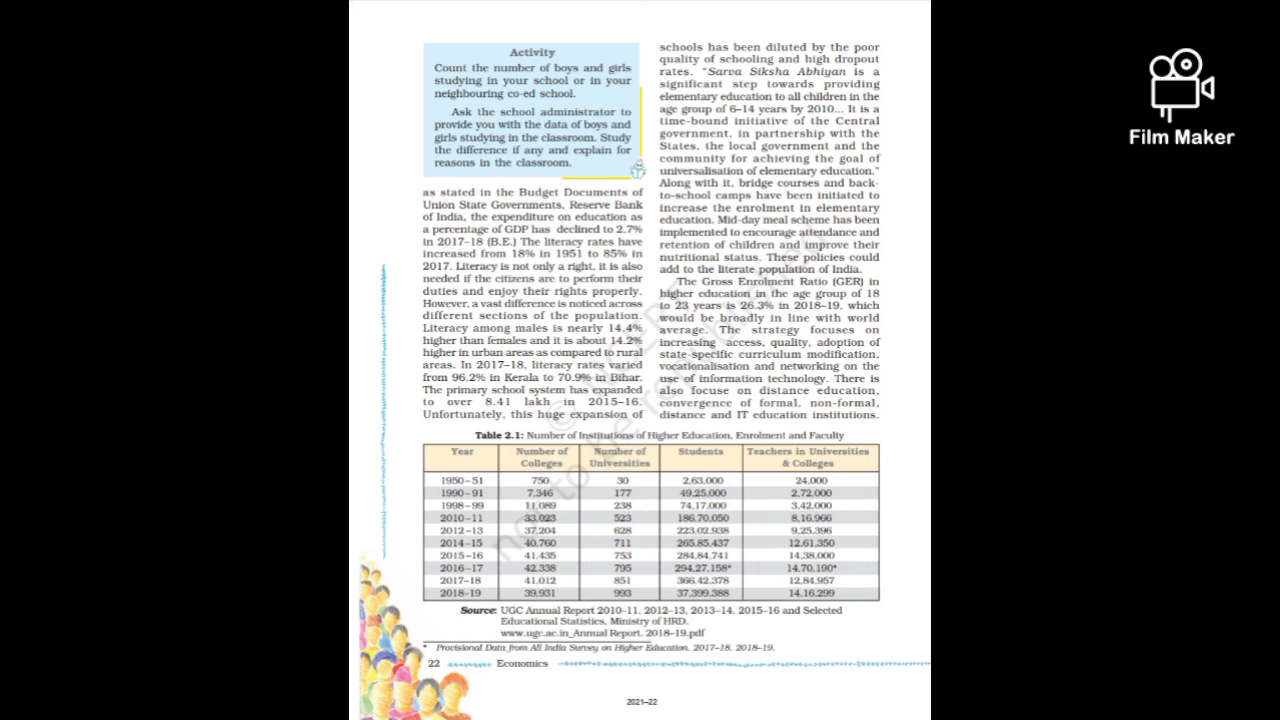 Activity
Count the number of boys and girls
studying in your school or in your
neighbouring co-ed school.
Ask the school administrator to
provide you with the data of boys and
girls studying in the classroom. Study
the difference if any and explain for
reasons in the classroom.
as stated in the Budget Documents of
Union State Governments, Reserve Bank
of India, the expenditure on education as
a percentage of GDP has declined to 2.7%
in 2017–18 (B.E.) The literacy rates have
increased from 18% in 1951 to 85% in
2017. Literacy is not only a right, it is also
needed if the citizens are to perform their
duties and enjoy their rights properly.
However, a vast difference is noticed across
different sections of the population.
Literacy among males is nearly 14.4%
higher than females and it is about 14.2%
higher in urban areas as compared to rural
areas. In 2017–18, literacy rates varied
from 96.2% in Kerala to 70.9% in Bihar.
The primary school system has expanded
to over 8.41 lakh in 2015–16.
Unfortunately, this huge expansion of
schools has been diluted by the poor
quality of schooling and high dropout
rates. "Sarva Siksha Abhiyan is a
significant step towards providing
elementary education to all children in the
age group of 6–14 years by 2010... It is a
time-bound initiative of the Central
government, in partnership with the
States, the local government and the
community for achieving the goal of
universalisation of elementary education."
Along with it, bridge courses and back-
to-school camps have been initiated to
increase the enrolment in elementary
education. Mid-day meal scheme has been
implemented to encourage attendance and
retention of children and improve their
nutritional status. These policies could
add to the literate population of India.
The Gross Enrolment Ratio (GER) in
higher education in the age group of 18
to 23 years is 26.3% in 2018–19, which
would be broadly in line with world
average. The strategy focuses on
increasing access, quality, adoption of
state-specific curriculum modification,
vocationalisation and networking on the
use of information technology. There is
also focus on distance education,
convergence of formal, non-formal,
distance and IT education institutions.
Table 2.1: Number of Institutions of Higher Education, Enrolment and Faculty
Year Number of Colleges Number of Universities Students Teachers in Universities & Colleges
1950–51 750 30 2,63,000 24,000
1990–91 7,346 177 49,25,000 2,72,000
1998–99 11,089 238 74,17,000 3,42,000
2010–11 33,023 523 186,70,050 8,16,966
2012–13 37,204 628 223,02,938 9,25,396
2014–15 40,760 711 265,85,437 12,61,350
2015–16 41,435 753 284,84,741 14,38,000
2016–17 42,338 795 294,27,158* 14,70,190*
2017–18 41,012 851 366,42,378 12,84,957
2018–19 39,931 993 37,399,388 14,16,299
Source: UGC Annual Report 2010–11, 2012–13, 2013–14, 2015–16 and Selected
Educational Statistics, Ministry of HRD.
www.ugc.ac.in_Annual Report, 2018–19.pdf
* Provisional Data from All India Survey on Higher Education, 2017–18, 2018–19.
22 Economics
2021–22
Film Maker